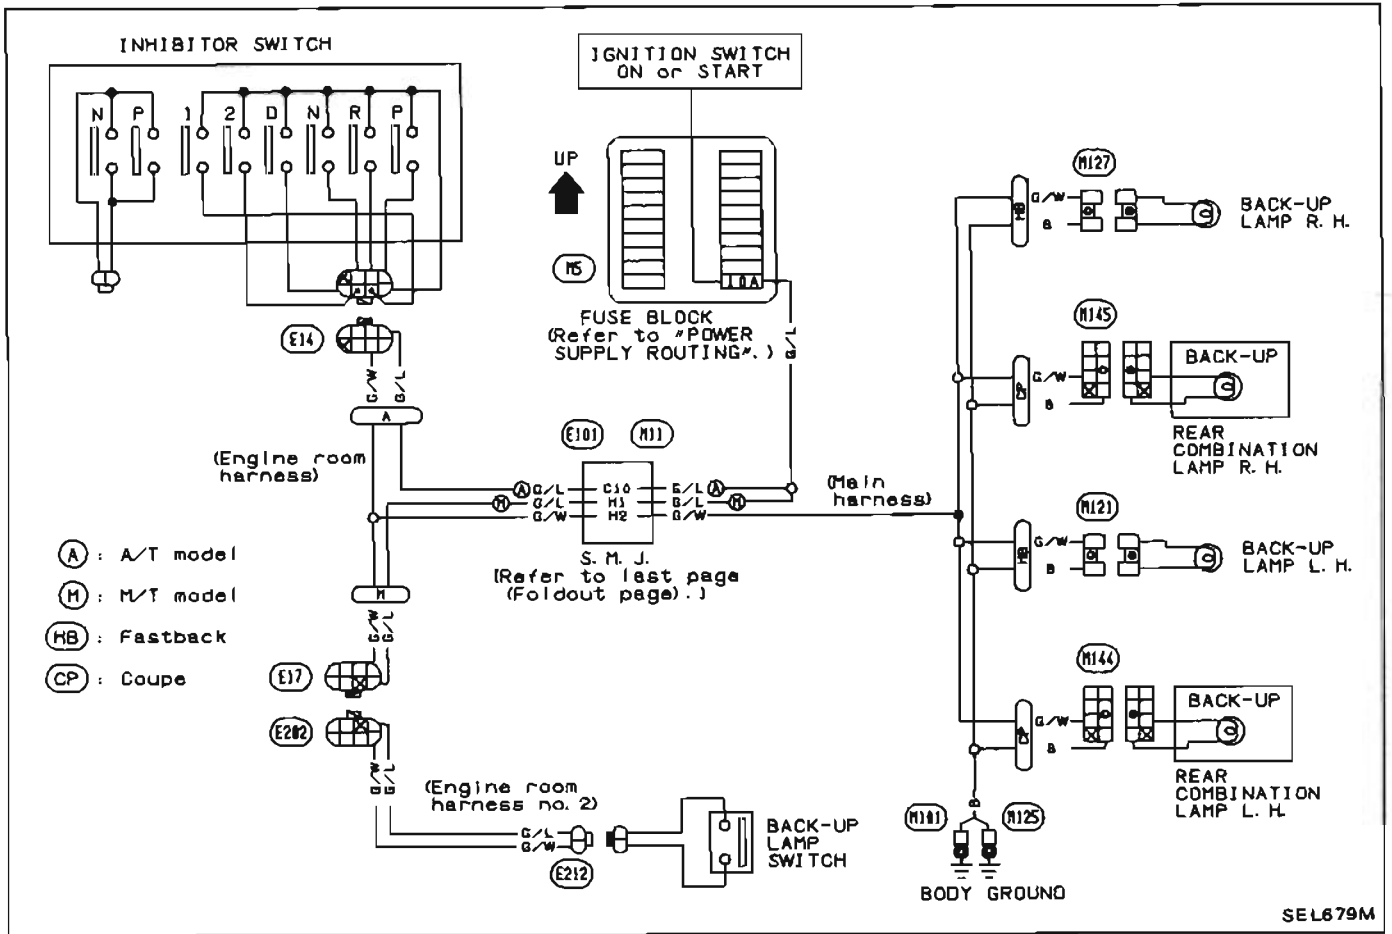 INHIBITOR SWITCH
N P 1 2 D N R P
IGNITION SWITCH
ON or START
UP
M5
10A
FUSE BLOCK
(Refer to "POWER
SUPPLY ROUTING".)
G/L
E14
G/W
G/L
A
(Engine room
harness)
E101
M11
A G/L C10 G/L A
M G/L H1 G/L M
G/W H2 G/W
S. M. J.
[Refer to last page
(Foldout page).]
(Main
harness)
A : A/T model
M : M/T model
HB : Fastback
CP : Coupe
M
G/W
G/L
E17
E202
G/W
G/L
(Engine room
harness no. 2)
G/L
G/W
E212
BACK-UP
LAMP
SWITCH
M127
HB
G/W
B
BACK-UP
LAMP R. H.
M145
CP
G/W
B
BACK-UP
REAR
COMBINATION
LAMP R. H.
M121
HB
G/W
B
BACK-UP
LAMP L. H.
M144
CP
G/W
B
BACK-UP
REAR
COMBINATION
LAMP L. H.
B
M101
M125
BODY GROUND
SEL679M